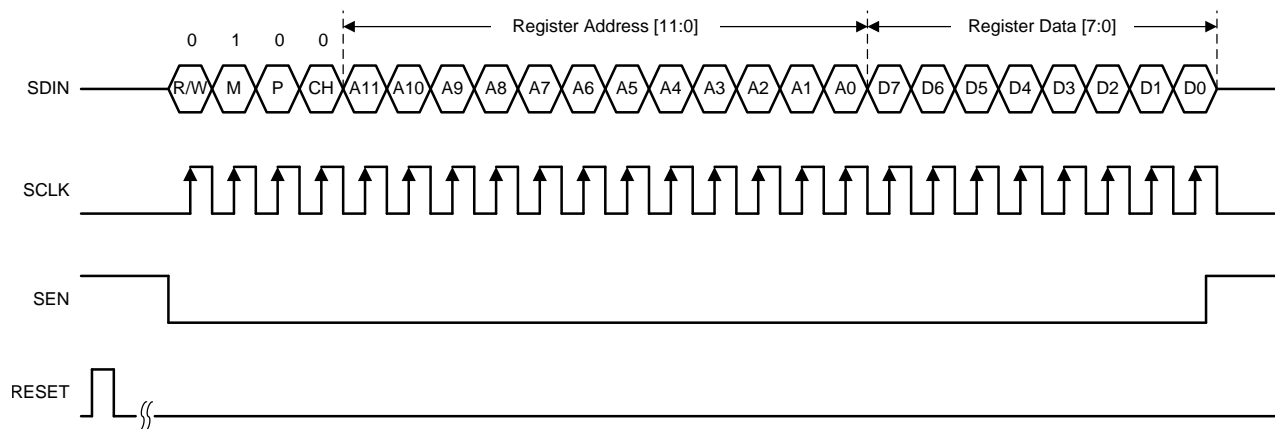 Register Address [11:0] Register Data [7:0]
0 1 0 0
SDIN R/W M P CH A11 A10 A9 A8 A7 A6 A5 A4 A3 A2 A1 A0 D7 D6 D5 D4 D3 D2 D1 D0
SCLK
SEN
RESET